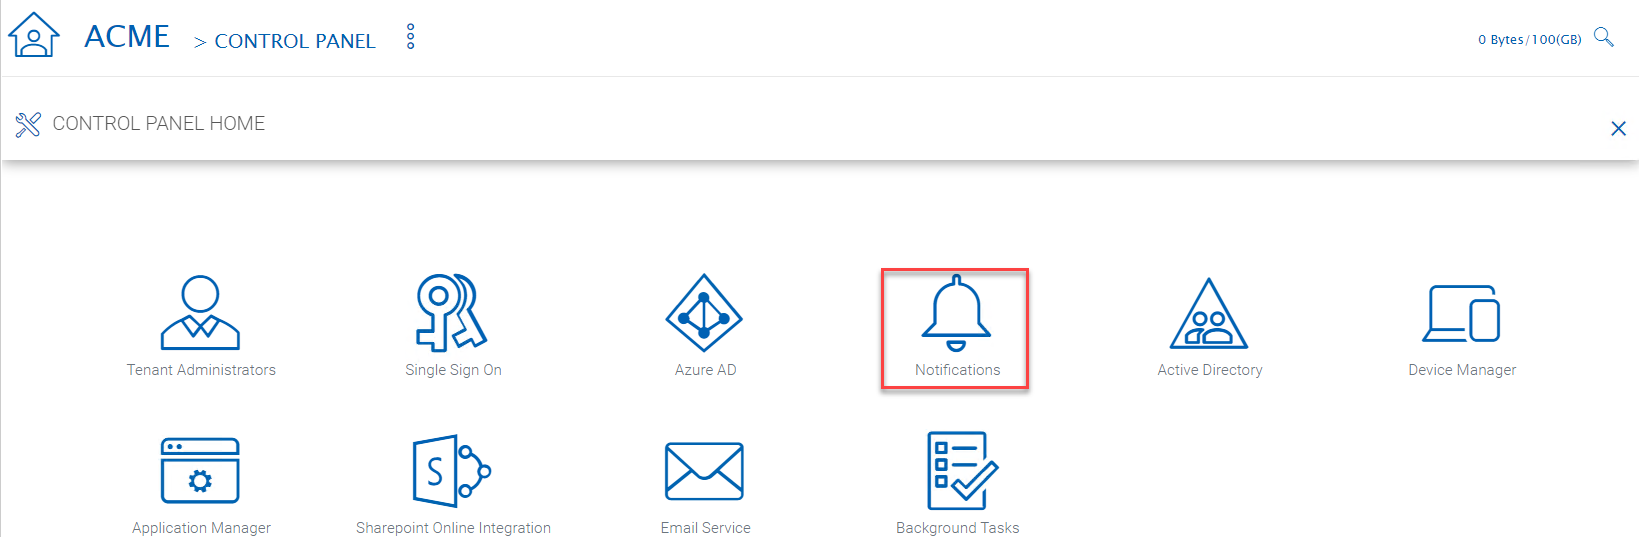 ACME > CONTROL PANEL
0 Bytes/100(GB)
CONTROL PANEL HOME
Tenant Administrators
Single Sign On
Azure AD
Notifications
Active Directory
Device Manager
S
Application Manager
Sharepoint Online Integration
Email Service
Background Tasks